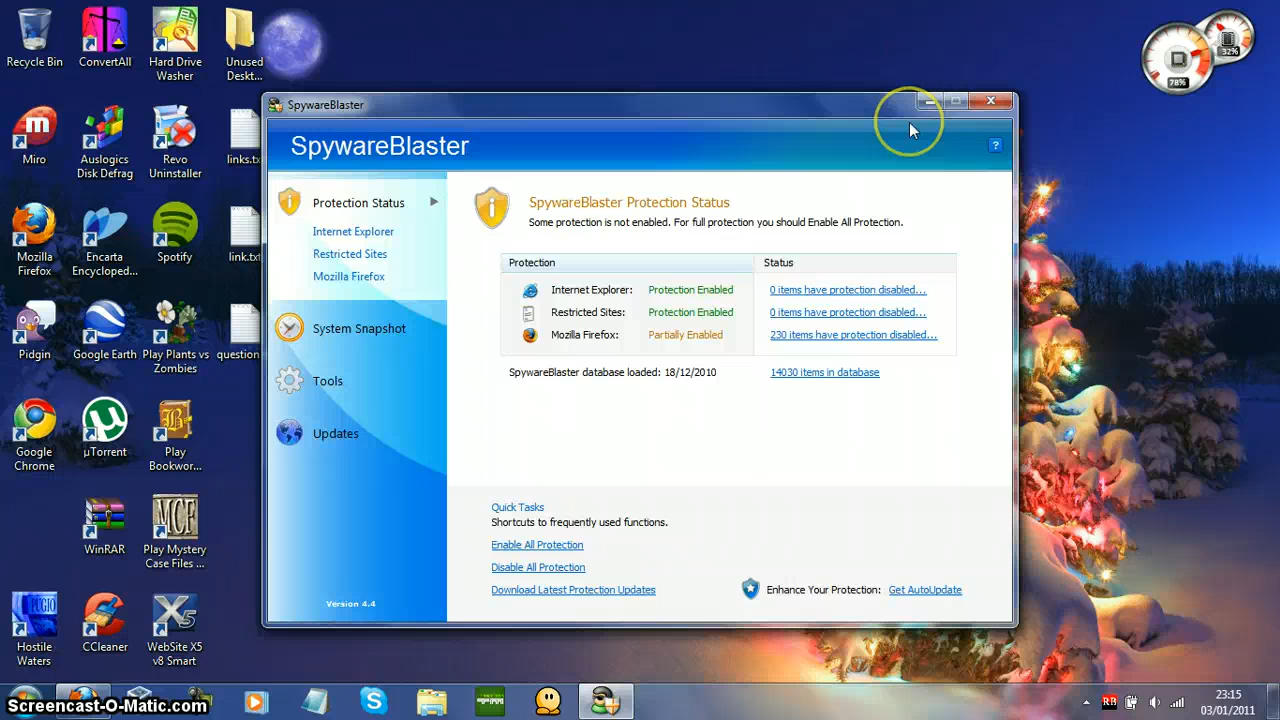 Recycle Bin
ConvertAll
Hard Drive
Washer
Unused
Deskt...
Miro
Auslogics
Disk Defrag
Revo
Uninstaller
links.tx
Mozilla
Firefox
Encarta
Encycloped...
Spotify
link.txt
Pidgin
Google Earth
Play Plants vs
Zombies
question
Google
Chrome
µTorrent
Play
Bookwor...
WinRAR
MCF
Play Mystery
Case Files ...
Hostile
Waters
CCleaner
WebSite X5
v8 Smart
32%
78%
SpywareBlaster
SpywareBlaster
?
Protection Status
Internet Explorer
Restricted Sites
Mozilla Firefox
System Snapshot
Tools
Updates
Version 4.4
SpywareBlaster Protection Status
Some protection is not enabled. For full protection you should Enable All Protection.
Protection Status
Internet Explorer: Protection Enabled 0 items have protection disabled...
Restricted Sites: Protection Enabled 0 items have protection disabled...
Mozilla Firefox: Partially Enabled 230 items have protection disabled...
SpywareBlaster database loaded: 18/12/2010 14030 items in database
Quick Tasks
Shortcuts to frequently used functions.
Enable All Protection
Disable All Protection
Download Latest Protection Updates
Enhance Your Protection: Get AutoUpdate
Screencast-O-Matic.com
RB
23:15
03/01/2011